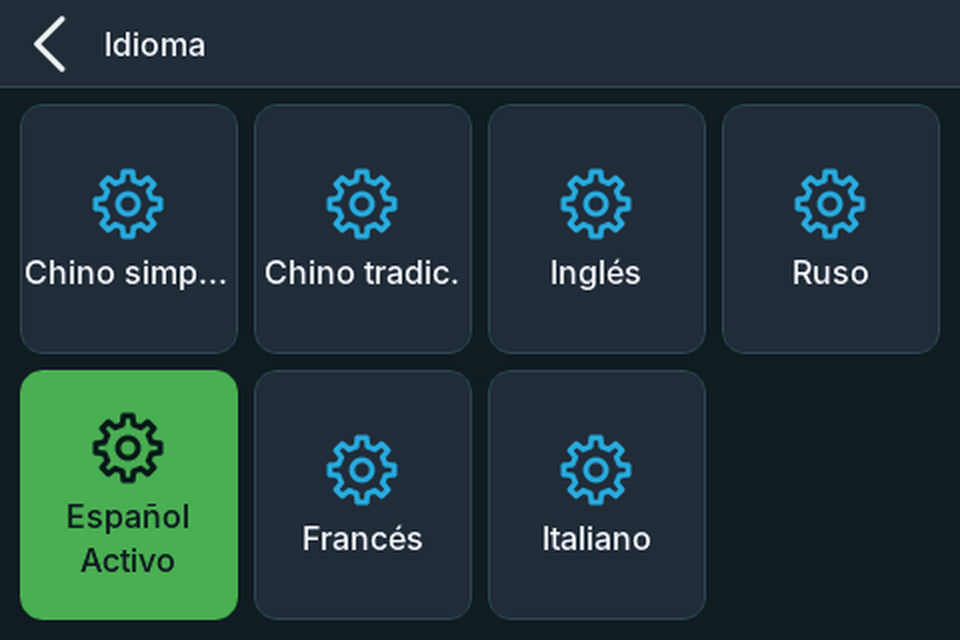 Idioma
Chino simp...
Chino tradic.
Inglés
Ruso
Español
Activo
Francés
Italiano